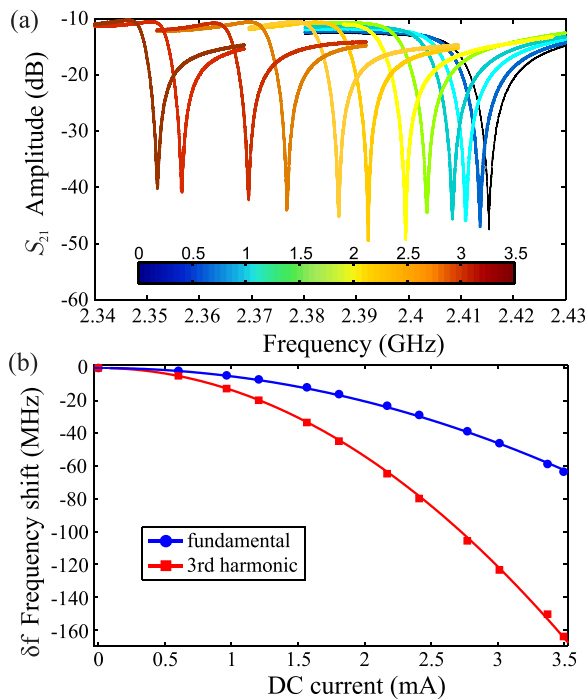 (a)
-10
-20
-30
-40
-50
-60
S21 Amplitude (dB)
0 0.5 1 1.5 2 2.5 3 3.5
2.34 2.35 2.36 2.37 2.38 2.39 2.4 2.41 2.42 2.43
Frequency (GHz)
(b)
0
-20
-40
-60
-80
-100
-120
-140
-160
δf Frequency shift (MHz)
fundamental
3rd harmonic
0 0.5 1 1.5 2 2.5 3 3.5
DC current (mA)